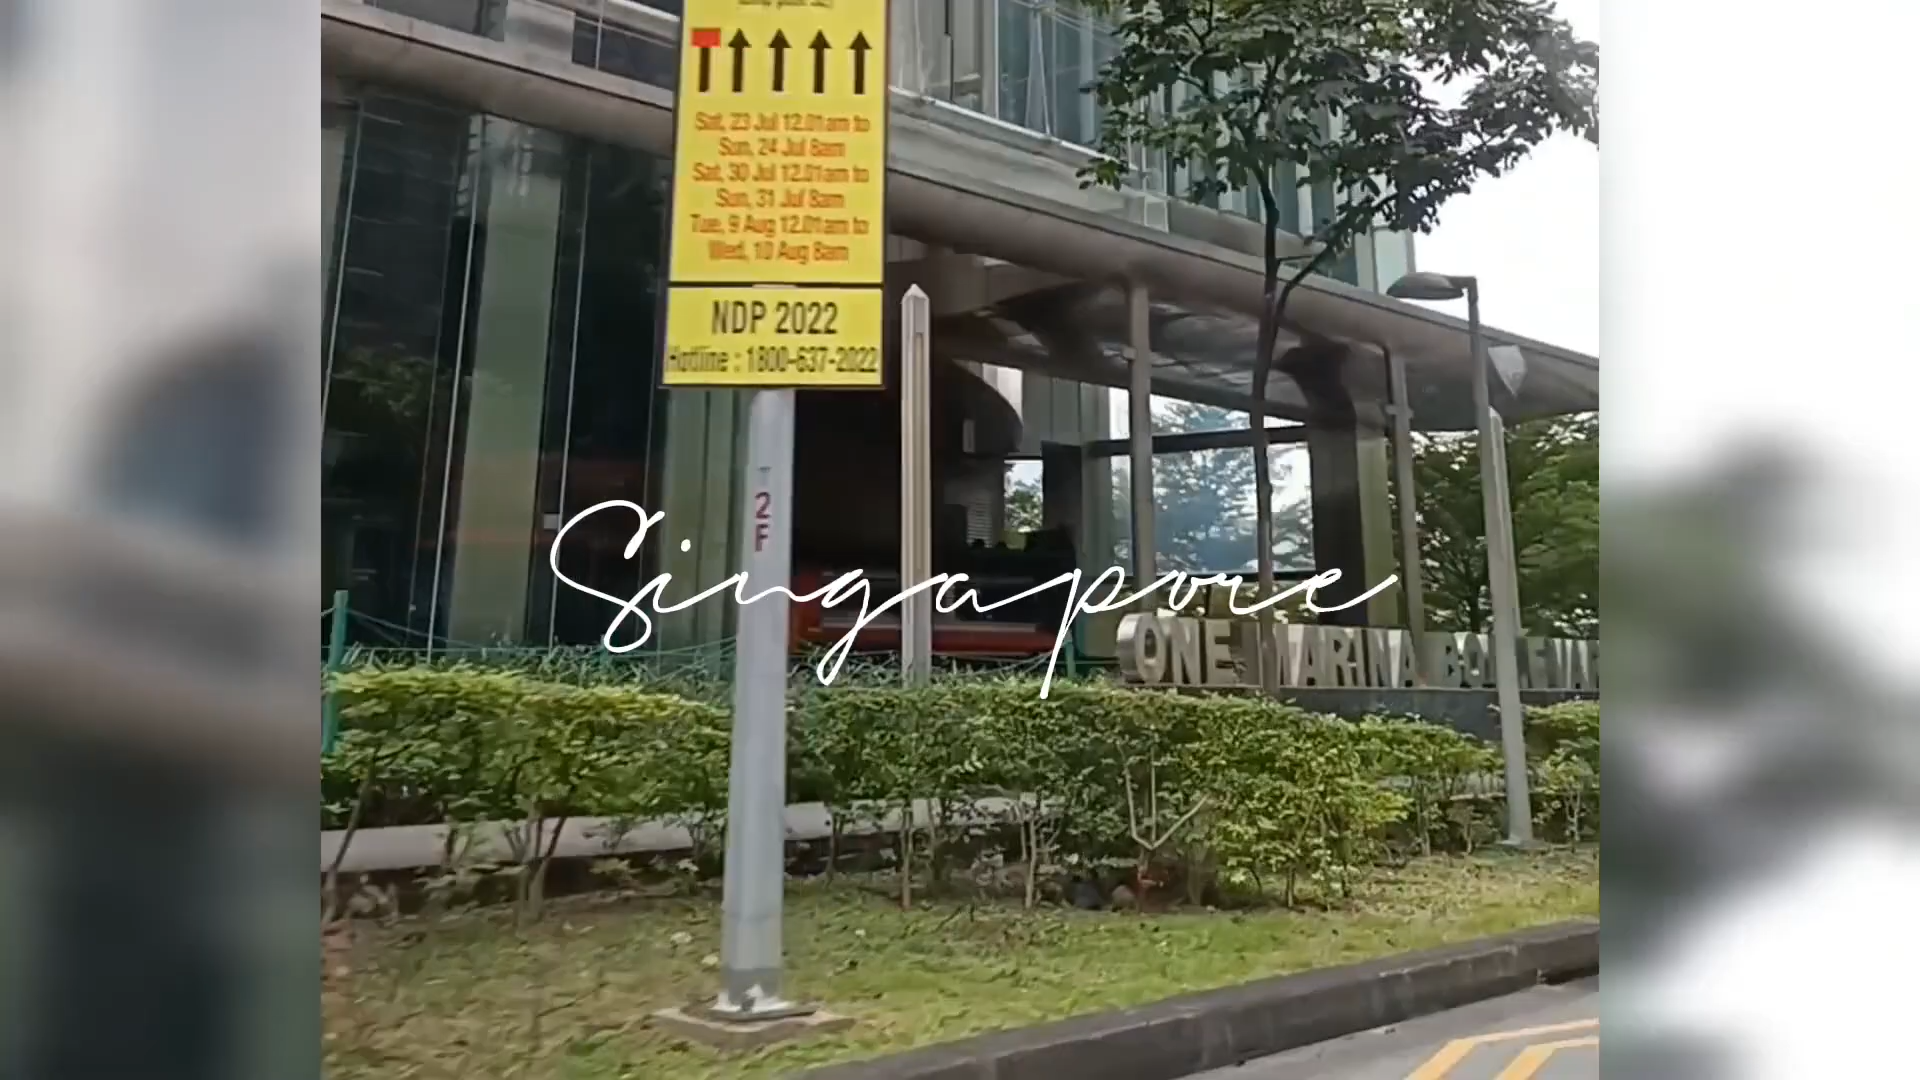 Sat, 23 Jul 12.01am to
Sun, 24 Jul 8am
Sat, 30 Jul 12.01am to
Sun, 31 Jul 8am
Tue, 9 Aug 12.01am to
Wed, 10 Aug 8am
NDP 2022
Hotline : 1800-637-2022
2
F
Singapore
ONE MARINA BOULEVAR